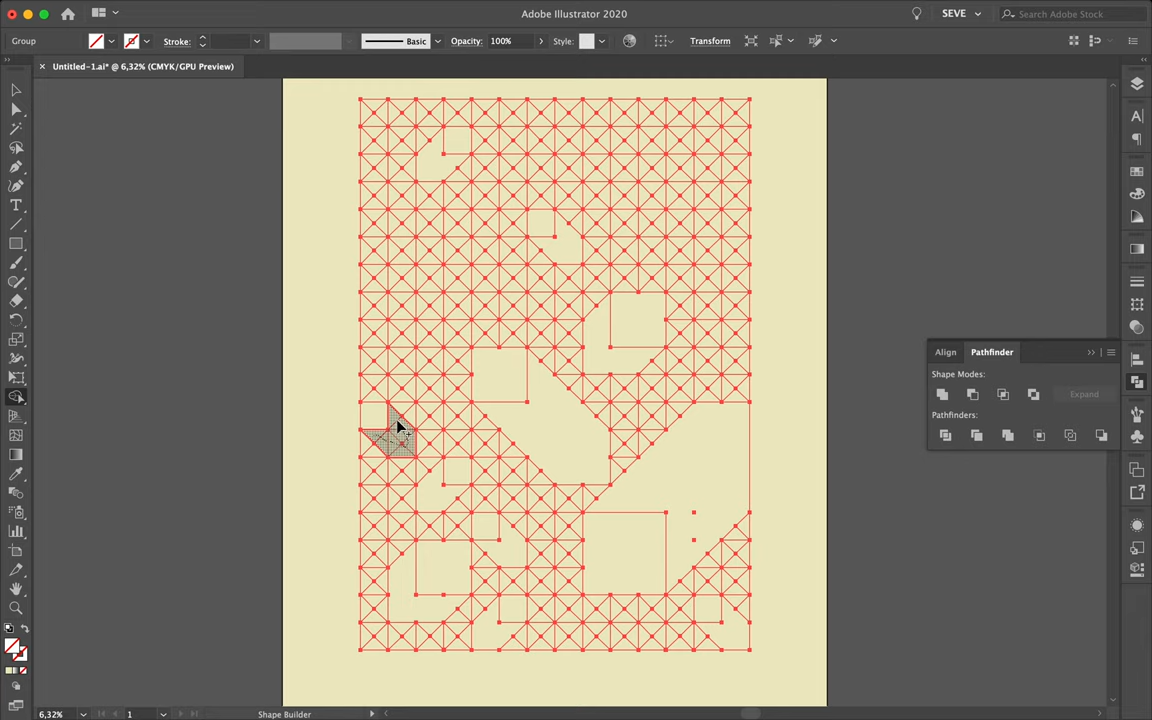 Adobe Illustrator 2020
SEVE
Search Adobe Stock
Group
Stroke:
Basic
Opacity:
100%
Style:
Transform
Untitled-1.ai* @ 6,32% (CMYK/GPU Preview)
Align
Pathfinder
Shape Modes:
Expand
Pathfinders:
6,32%
1
Shape Builder